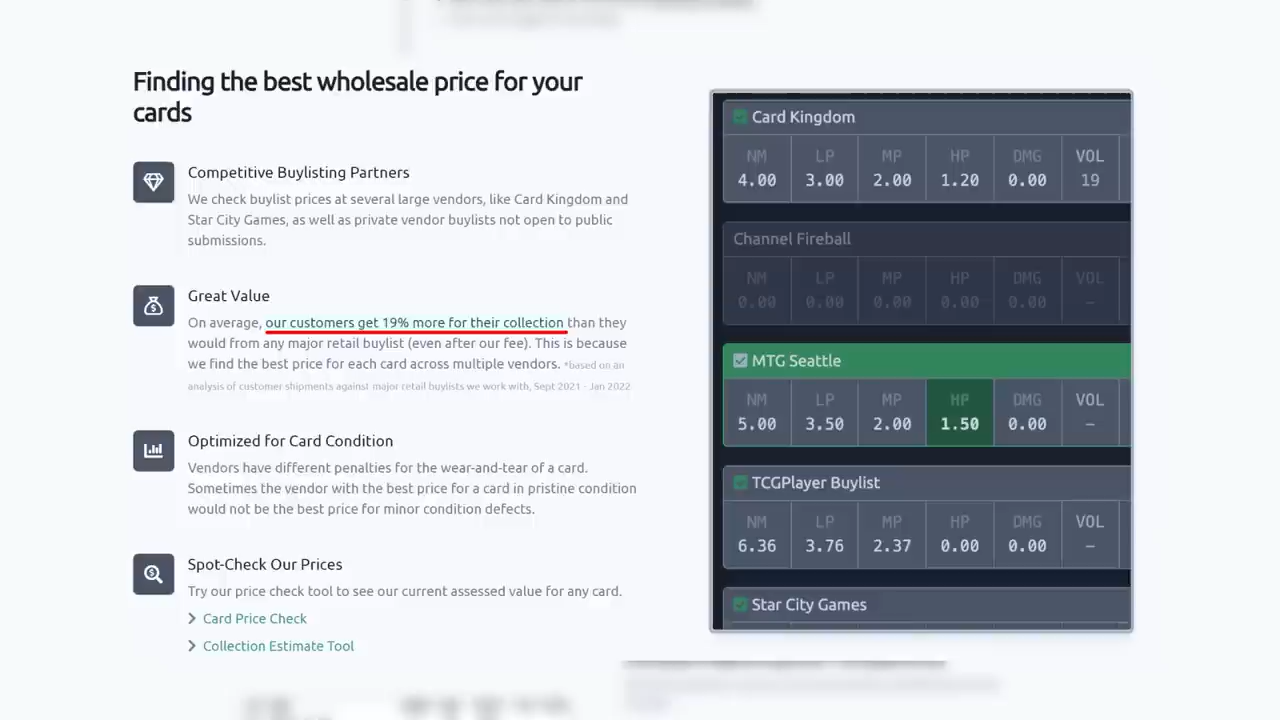 Finding the best wholesale price for your
cards
Competitive Buylisting Partners
We check buylist prices at several large vendors, like Card Kingdom and
Star City Games, as well as private vendor buylists not open to public
submissions.
Great Value
On average, our customers get 19% more for their collection than they
would from any major retail buylist (even after our fee). This is because
we find the best price for each card across multiple vendors. *based on an
analysis of customer shipments against major retail buylists we work with, Sept 2021 - Jan 2022
Optimized for Card Condition
Vendors have different penalties for the wear-and-tear of a card.
Sometimes the vendor with the best price for a card in pristine condition
would not be the best price for minor condition defects.
Spot-Check Our Prices
Try our price check tool to see our current assessed value for any card.
Card Price Check
Collection Estimate Tool
Card Kingdom
NM LP MP HP DMG VOL
4.00 3.00 2.00 1.20 0.00 19
Channel Fireball
NM LP MP HP DMG VOL
0.00 0.00 0.00 0.00 0.00 –
MTG Seattle
NM LP MP HP DMG VOL
5.00 3.50 2.00 1.50 0.00 –
TCGPlayer Buylist
NM LP MP HP DMG VOL
6.36 3.76 2.37 0.00 0.00 –
Star City Games